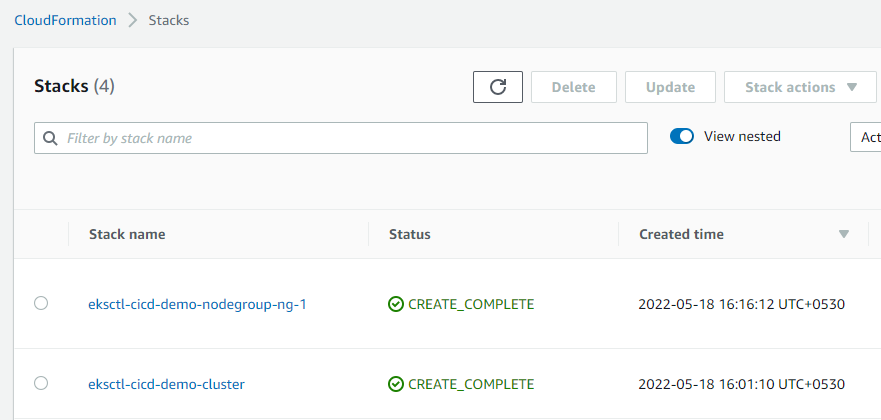 CloudFormation > Stacks
Stacks (4)
Delete
Update
Stack actions
Filter by stack name
View nested
Act
Stack name Status Created time
eksctl-cicd-demo-nodegroup-ng-1 CREATE_COMPLETE 2022-05-18 16:16:12 UTC+0530
eksctl-cicd-demo-cluster CREATE_COMPLETE 2022-05-18 16:01:10 UTC+0530